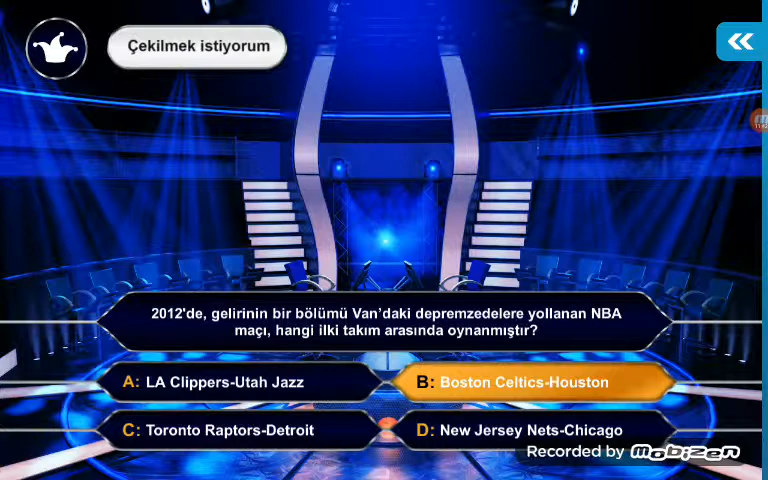 Çekilmek istiyorum
2012'de, gelirinin bir bölümü Van'daki depremzedelere yollanan NBA
maçı, hangi ilki takım arasında oynanmıştır?
A: LA Clippers-Utah Jazz
B: Boston Celtics-Houston
C: Toronto Raptors-Detroit
D: New Jersey Nets-Chicago
Recorded by mobizen